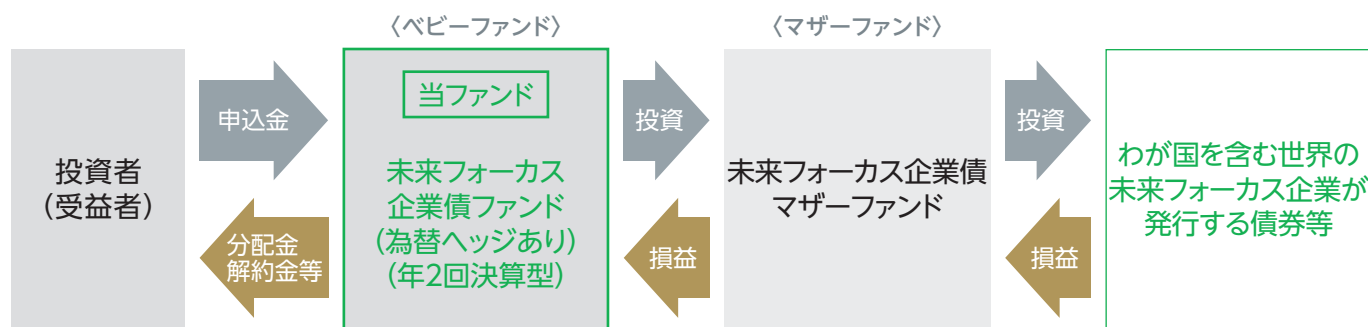 〈ベビーファンド〉
〈マザーファンド〉
投資者
（受益者）
申込金
分配金
解約金等
当ファンド
未来フォーカス
企業債ファンド
（為替ヘッジあり）
（年2回決算型）
投資
損益
未来フォーカス企業債
マザーファンド
投資
損益
わが国を含む世界の
未来フォーカス企業が
発行する債券等